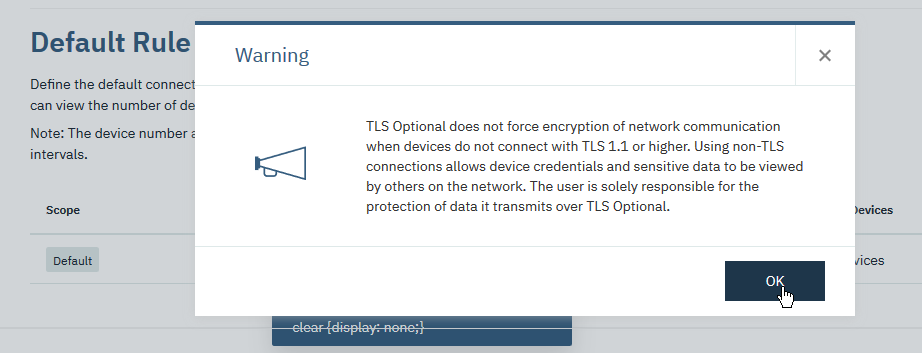 Default Rule
Warning
×
Define the default connect
can view the number of de
Note: The device number a
intervals.
TLS Optional does not force encryption of network communication
when devices do not connect with TLS 1.1 or higher. Using non-TLS
connections allows device credentials and sensitive data to be viewed
by others on the network. The user is solely responsible for the
protection of data it transmits over TLS Optional.
Scope
Devices
Default
vices
OK
clear {display: none;}